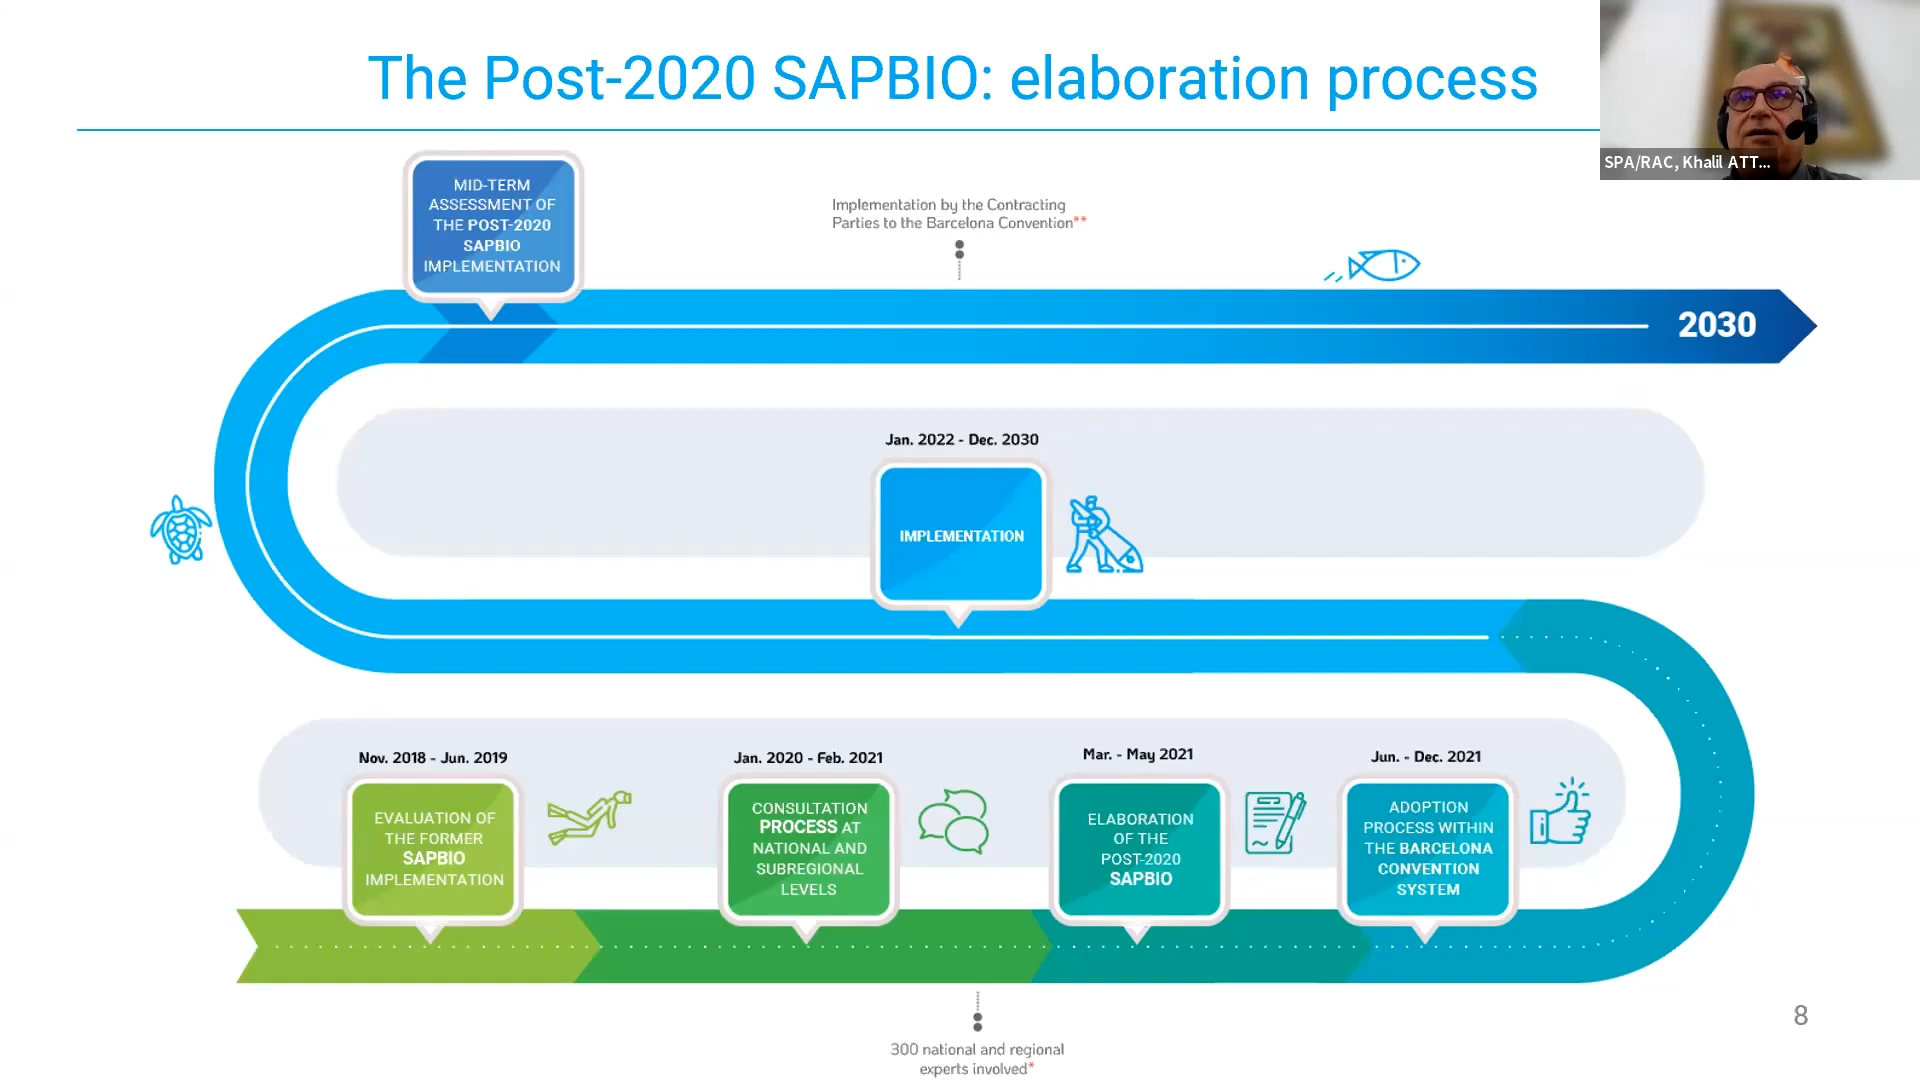 The Post-2020 SAPBIO: elaboration process
SPA/RAC, Khalil ATT...
MID-TERM
ASSESSMENT OF
THE POST-2020
SAPBIO
IMPLEMENTATION
Implementation by the Contracting
Parties to the Barcelona Convention**
2030
Jan. 2022 - Dec. 2030
IMPLEMENTATION
Nov. 2018 - Jun. 2019
EVALUATION OF
THE FORMER
SAPBIO
IMPLEMENTATION
Jan. 2020 - Feb. 2021
CONSULTATION
PROCESS AT
NATIONAL AND
SUBREGIONAL
LEVELS
Mar. - May 2021
ELABORATION
OF THE
POST-2020
SAPBIO
Jun. - Dec. 2021
ADOPTION
PROCESS WITHIN
THE BARCELONA
CONVENTION
SYSTEM
300 national and regional
experts involved*
8